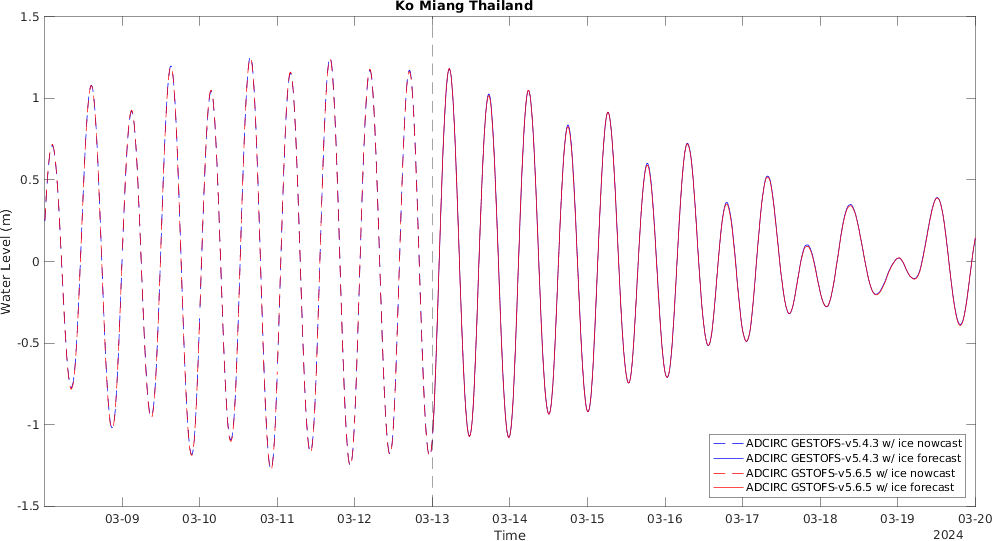 Ko Miang Thailand
Water Level (m)
1.5
1
0.5
0
-0.5
-1
-1.5
03-09 03-10 03-11 03-12 03-13 03-14 03-15 03-16 03-17 03-18 03-19 03-20
Time
2024
ADCIRC GESTOFS-v5.4.3 w/ ice nowcast
ADCIRC GESTOFS-v5.4.3 w/ ice forecast
ADCIRC GSTOFS-v5.6.5 w/ ice nowcast
ADCIRC GSTOFS-v5.6.5 w/ ice forecast